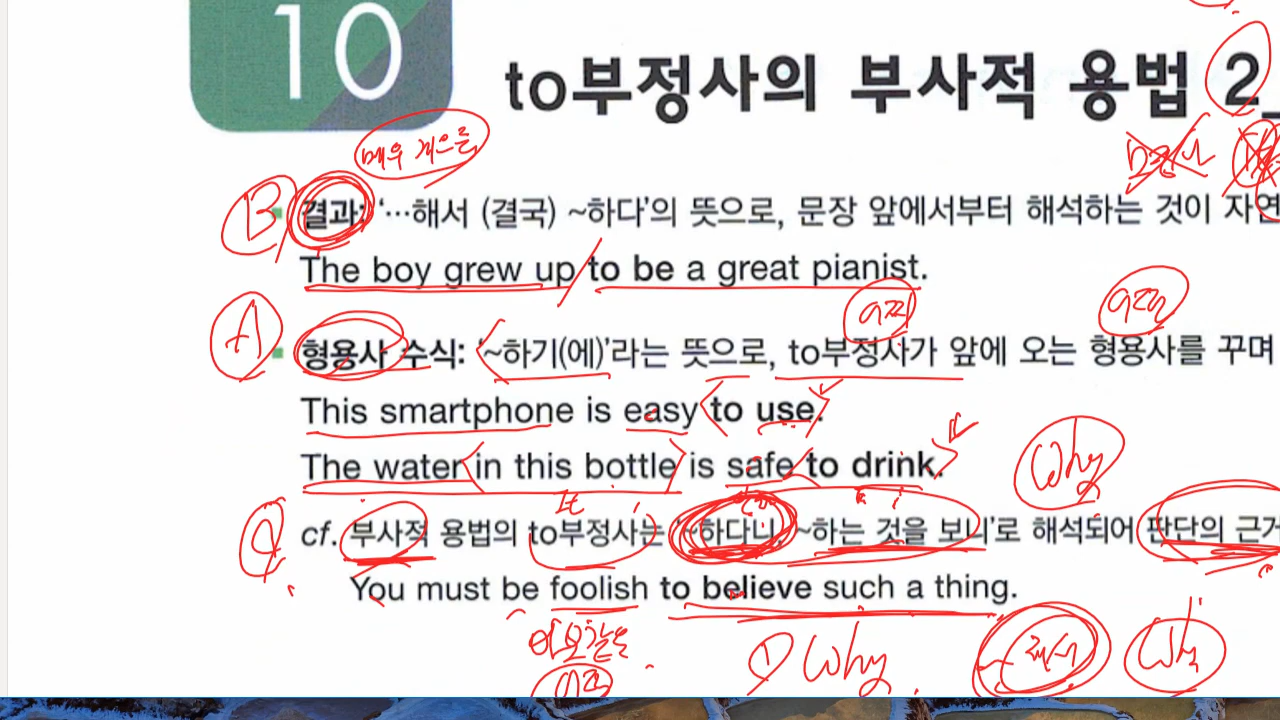 10
to부정사의 부사적 용법 2_
매우 게으름
B 결과: '…해서 (결국) ~하다'의 뜻으로, 문장 앞에서부터 해석하는 것이 자연
The boy grew up to be a great pianist.
A 형용사 수식: '~하기(에)'라는 뜻으로, to부정사가 앞에 오는 형용사를 꾸며
This smartphone is easy to use.
The water in this bottle is safe to drink.
Why
cf. 부사적 용법의 to부정사는 '~하다니, ~하는 것을 보니'로 해석되어 판단의 근거
You must be foolish to believe such a thing.
① Why
Why